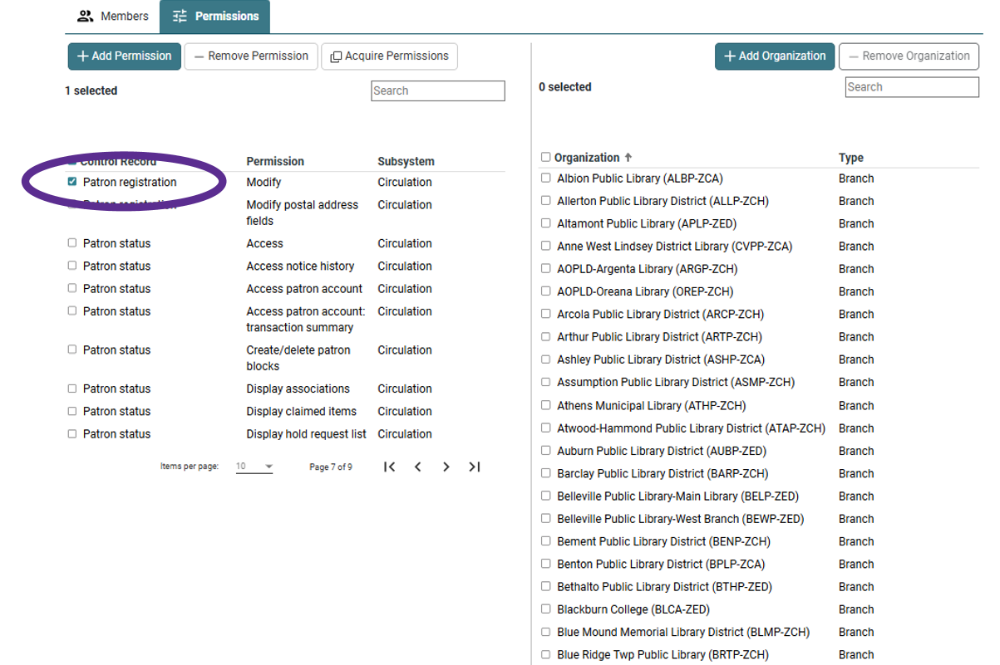 Members Permissions
Add Permission Remove Permission Acquire Permissions
1 selected Search
Control Record Permission Subsystem
Patron registration Modify Circulation
Patron registration Modify postal address fields Circulation
Patron status Access Circulation
Patron status Access notice history Circulation
Patron status Access patron account Circulation
Patron status Access patron account: transaction summary Circulation
Patron status Create/delete patron blocks Circulation
Patron status Display associations Circulation
Patron status Display claimed items Circulation
Patron status Display hold request list Circulation
Items per page: 10 Page 7 of 9
Add Organization Remove Organization
0 selected Search
Organization Type
Albion Public Library (ALBP-ZCA) Branch
Allerton Public Library District (ALLP-ZCH) Branch
Altamont Public Library (APLP-ZED) Branch
Anne West Lindsey District Library (CVPP-ZCA) Branch
AOPLD-Argenta Library (ARGP-ZCH) Branch
AOPLD-Oreana Library (OREP-ZCH) Branch
Arcola Public Library District (ARCP-ZCH) Branch
Arthur Public Library District (ARTP-ZCH) Branch
Ashley Public Library District (ASHP-ZCA) Branch
Assumption Public Library District (ASMP-ZCH) Branch
Athens Municipal Library (ATHP-ZCH) Branch
Atwood-Hammond Public Library District (ATAP-ZCH) Branch
Auburn Public Library District (AUBP-ZED) Branch
Barclay Public Library District (BARP-ZCH) Branch
Belleville Public Library-Main Library (BELP-ZED) Branch
Belleville Public Library-West Branch (BEWP-ZED) Branch
Bement Public Library District (BENP-ZCH) Branch
Benton Public Library District (BPLP-ZCA) Branch
Bethalto Public Library District (BTHP-ZED) Branch
Blackburn College (BLCA-ZED) Branch
Blue Mound Memorial Library District (BLMP-ZCH) Branch
Blue Ridge Twp Public Library (BRTP-ZCH) Branch